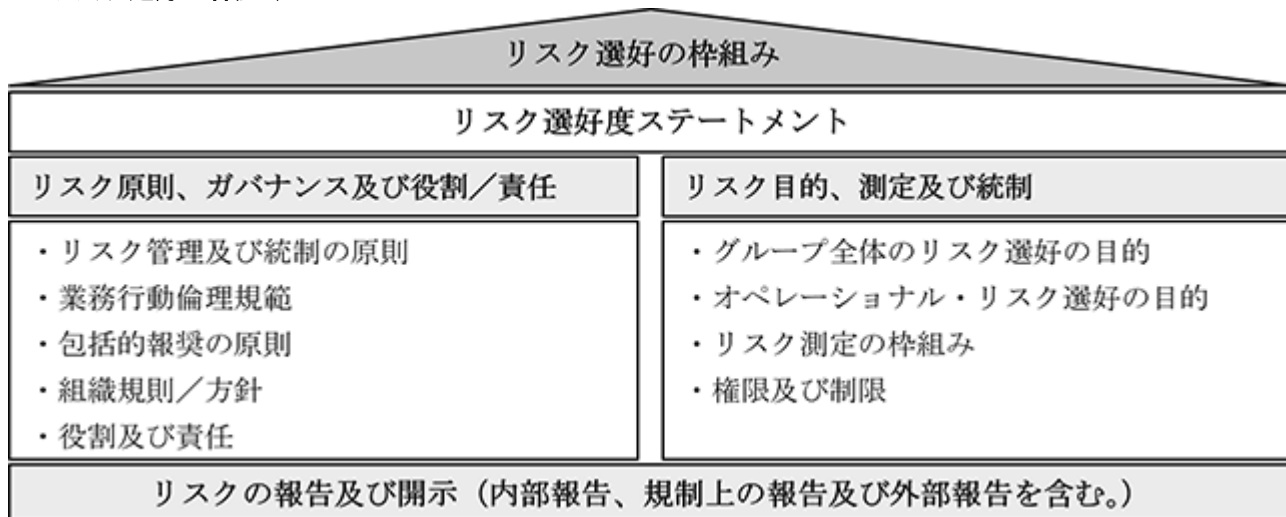 リスク選好の枠組み
リスク選好度ステートメント
リスク原則、ガバナンス及び役割／責任
・リスク管理及び統制の原則
・業務行動倫理規範
・包括的報奨の原則
・組織規則／方針
・役割及び責任
リスク目的、測定及び統制
・グループ全体のリスク選好の目的
・オペレーショナル・リスク選好の目的
・リスク測定の枠組み
・権限及び制限
リスクの報告及び開示（内部報告、規制上の報告及び外部報告を含む。）